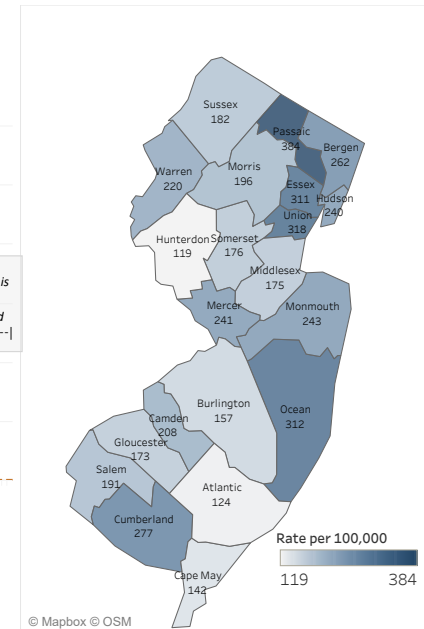 Sussex
182
Passaic
384
Bergen
262
Warren
220
Morris
196
Essex
311
Hudson
240
Union
318
Hunterdon
119
Somerset
176
Middlesex
175
is
d
--|
Mercer
241
Monmouth
243
Burlington
157
Ocean
312
Camden
208
Gloucester
173
Salem
191
Atlantic
124
Cumberland
277
Cape May
142
Rate per 100,000
119 384
© Mapbox © OSM